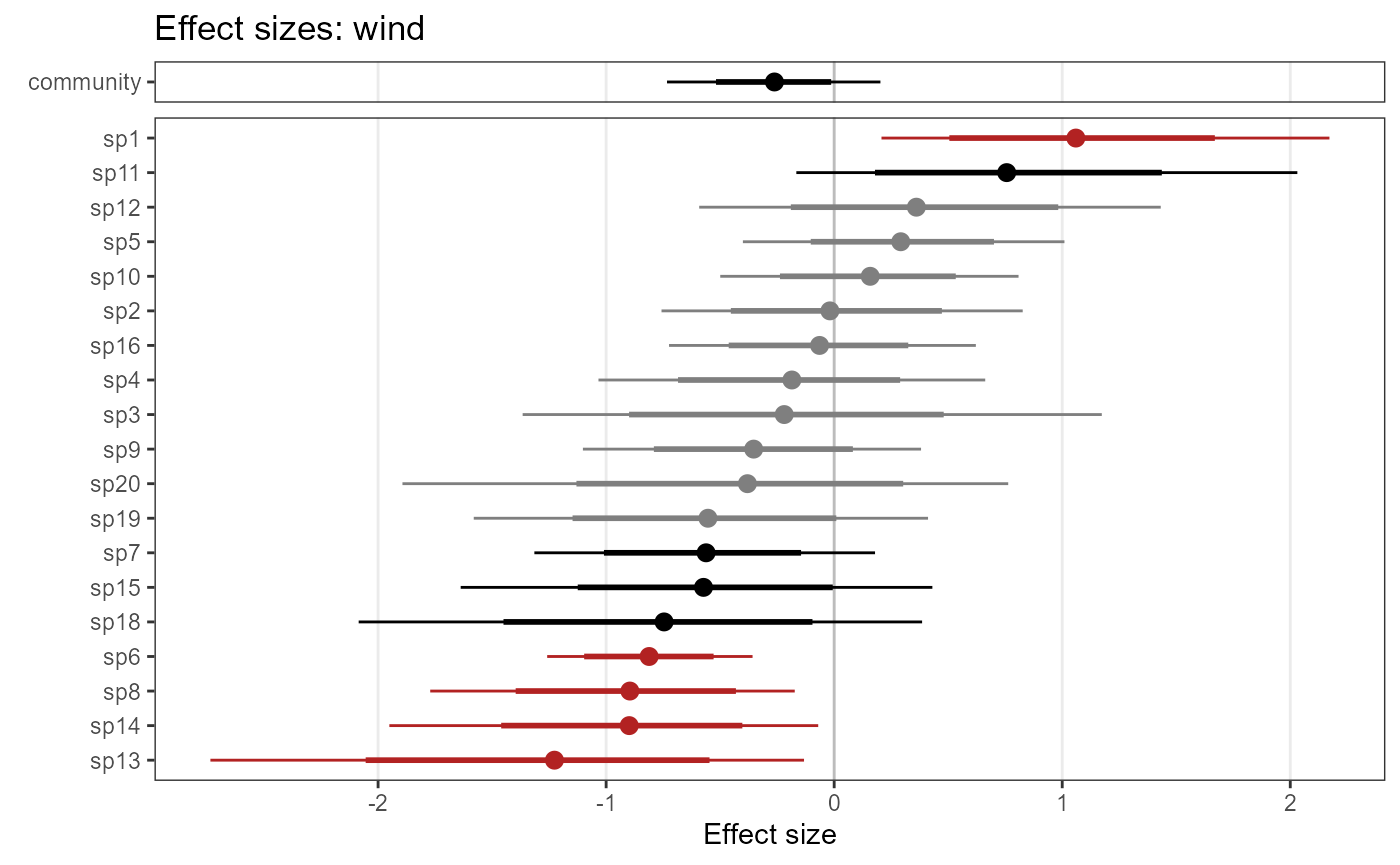 Effect sizes: wind
community
sp1
sp11
sp12
sp5
sp10
sp2
sp16
sp4
sp3
sp9
sp20
sp19
sp7
sp15
sp18
sp6
sp8
sp14
sp13
-2 -1 0 1 2
Effect size